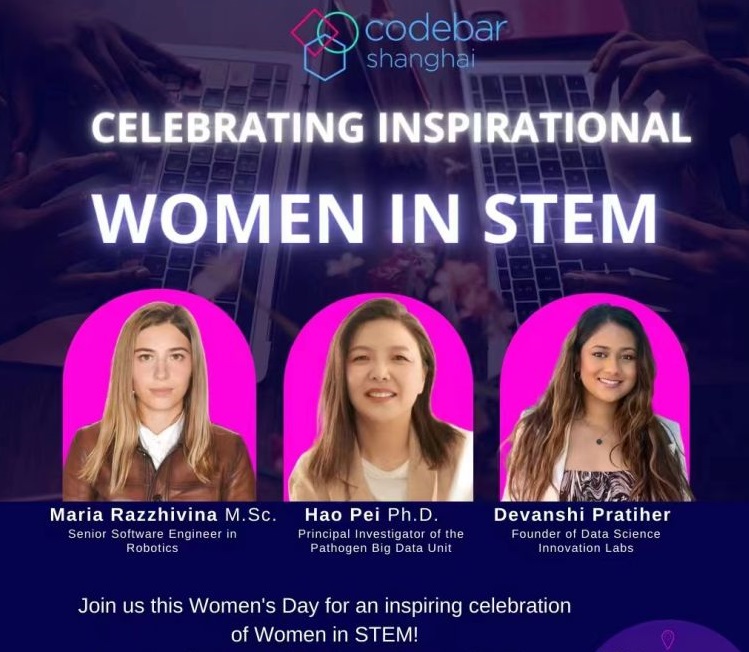 codebar
shanghai
CELEBRATING INSPIRATIONAL
WOMEN IN STEM
Maria Razzhivina M.Sc.
Senior Software Engineer in
Robotics
Hao Pei Ph.D.
Principal Investigator of the
Pathogen Big Data Unit
Devanshi Pratiher
Founder of Data Science
Innovation Labs
Join us this Women's Day for an inspiring celebration
of Women in STEM!